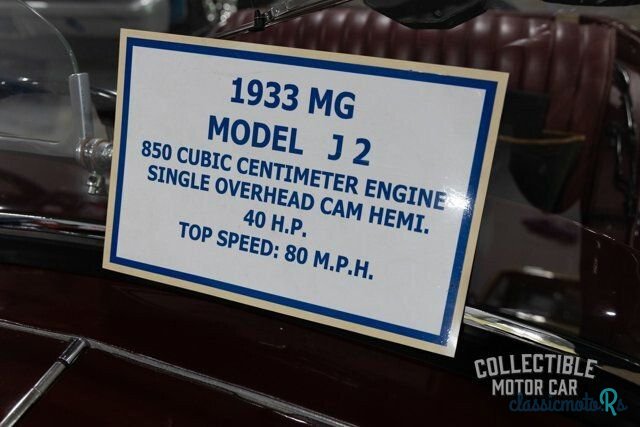 1933 MG
MODEL J 2
850 CUBIC CENTIMETER ENGINE
SINGLE OVERHEAD CAM HEMI.
40 H.P.
TOP SPEED: 80 M.P.H.
COLLECTIBLE
MOTOR CAR
classicmotoRs